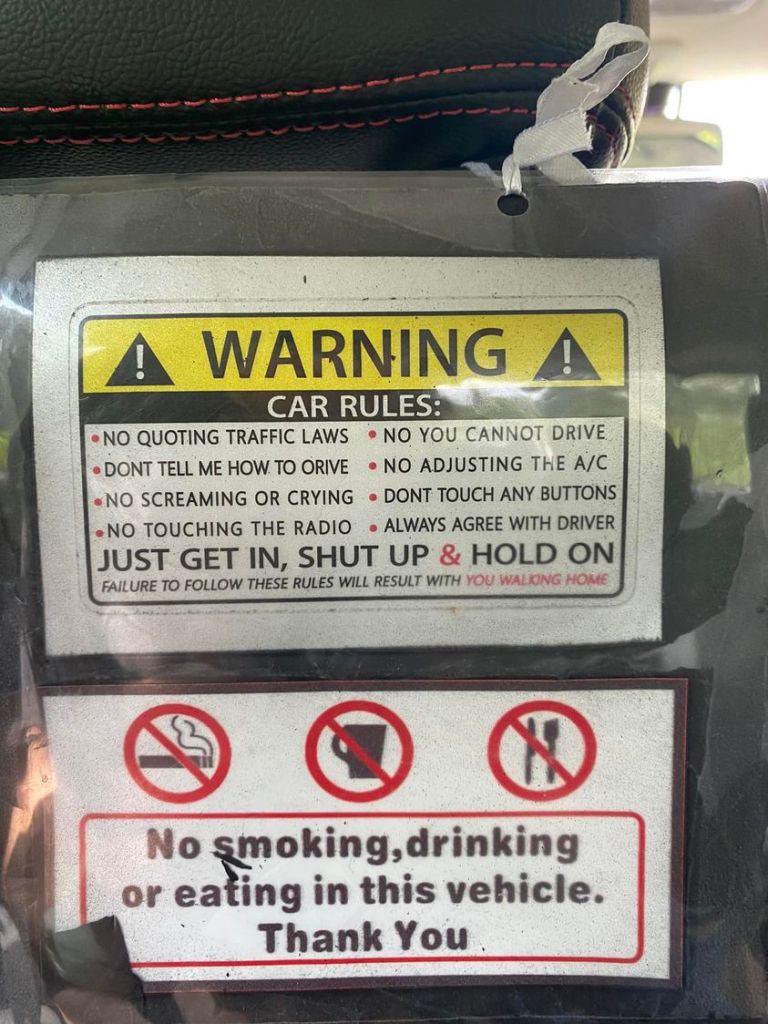 WARNING
CAR RULES:
• NO QUOTING TRAFFIC LAWS
• DONT TELL ME HOW TO ORIVE
• NO SCREAMING OR CRYING
• NO TOUCHING THE RADIO
• NO YOU CANNOT DRIVE
• NO ADJUSTING THE A/C
• DONT TOUCH ANY BUTTONS
• ALWAYS AGREE WITH DRIVER
JUST GET IN, SHUT UP & HOLD ON
FAILURE TO FOLLOW THESE RULES WILL RESULT WITH YOU WALKING HOME
No smoking,drinking
or eating in this vehicle.
Thank You